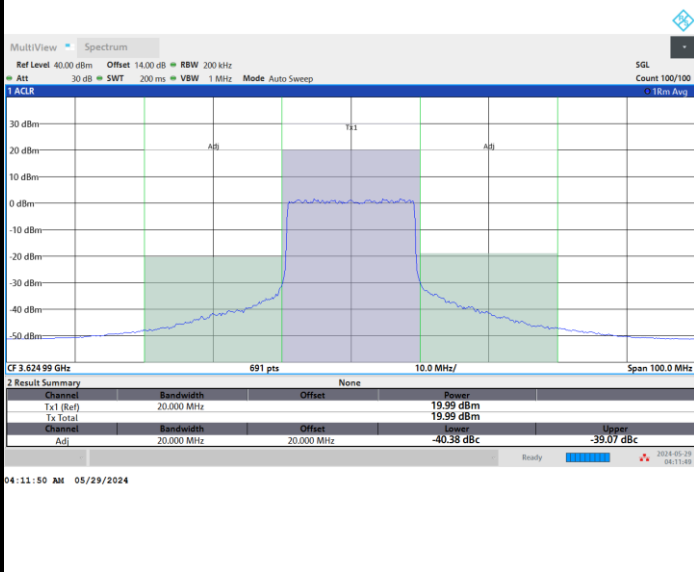 MultiView Spectrum
Ref Level 40.00 dBm Offset 14.00 dB RBW 200 kHz SGL
Att 30 dB SWT 200 ms VBW 1 MHz Mode Auto Sweep Count 100/100
1 ACLR 1Rm Avg
30 dBm
Tx1
20 dBm Adj Adj
10 dBm
0 dBm
-10 dBm
-20 dBm
-30 dBm
-40 dBm
-50 dBm
CF 3.624 99 GHz 691 pts 10.0 MHz/ Span 100.0 MHz
2 Result Summary None
Channel Bandwidth Offset Power
Tx1 (Ref) 20.000 MHz 19.99 dBm
Tx Total 19.99 dBm
Channel Bandwidth Offset Lower Upper
Adj 20.000 MHz 20.000 MHz -40.38 dBc -39.07 dBc
Ready 2024-05-29
04:11:49
04:11:50 AM 05/29/2024